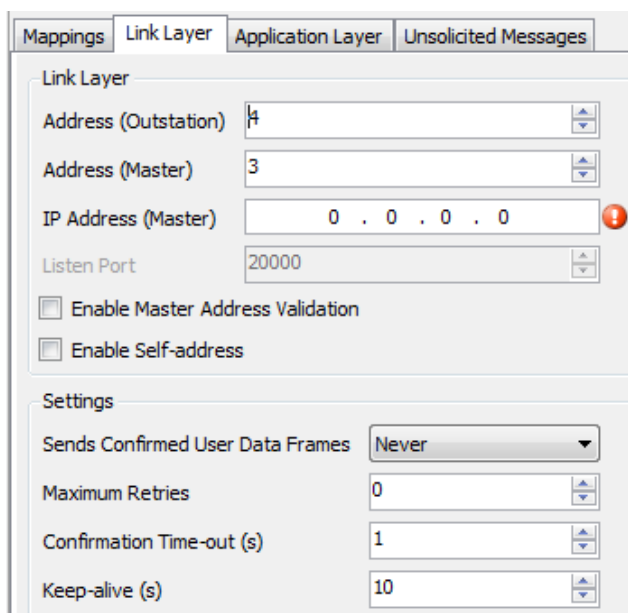 Mappings Link Layer Application Layer Unsolicited Messages
Link Layer
Address (Outstation) 4
Address (Master) 3
IP Address (Master) 0 . 0 . 0 . 0
Listen Port 20000
Enable Master Address Validation
Enable Self-address
Settings
Sends Confirmed User Data Frames Never
Maximum Retries 0
Confirmation Time-out (s) 1
Keep-alive (s) 10